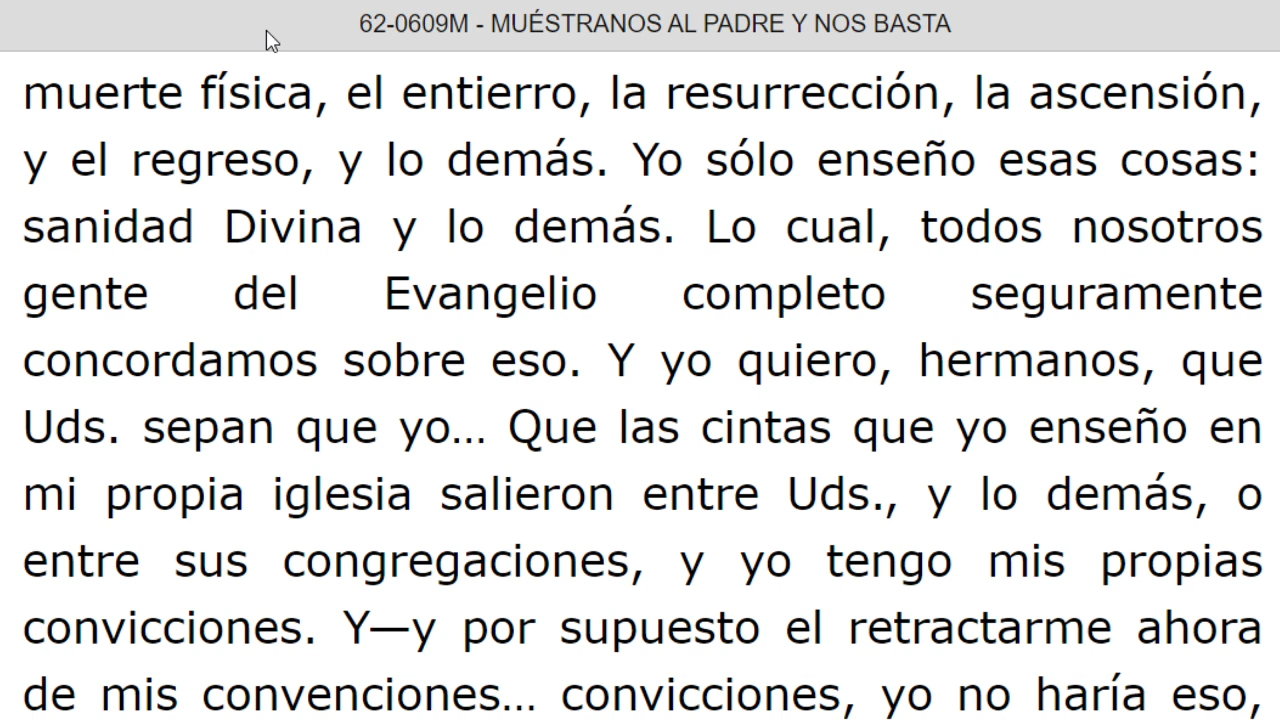 62-0609M - MUÉSTRANOS AL PADRE Y NOS BASTA
muerte física, el entierro, la resurrección, la ascensión,
y el regreso, y lo demás. Yo sólo enseño esas cosas:
sanidad Divina y lo demás. Lo cual, todos nosotros
gente del Evangelio completo seguramente
concordamos sobre eso. Y yo quiero, hermanos, que
Uds. sepan que yo… Que las cintas que yo enseño en
mi propia iglesia salieron entre Uds., y lo demás, o
entre sus congregaciones, y yo tengo mis propias
convicciones. Y—y por supuesto el retractarme ahora
de mis convenciones… convicciones, yo no haría eso,